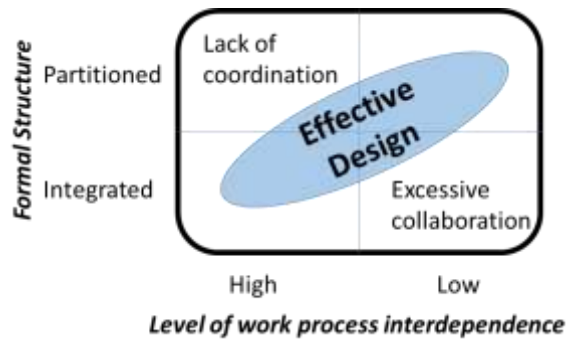 Formal Structure
Partitioned
Integrated
Lack of
coordination
Effective
Design
Excessive
collaboration
High
Low
Level of work process interdependence